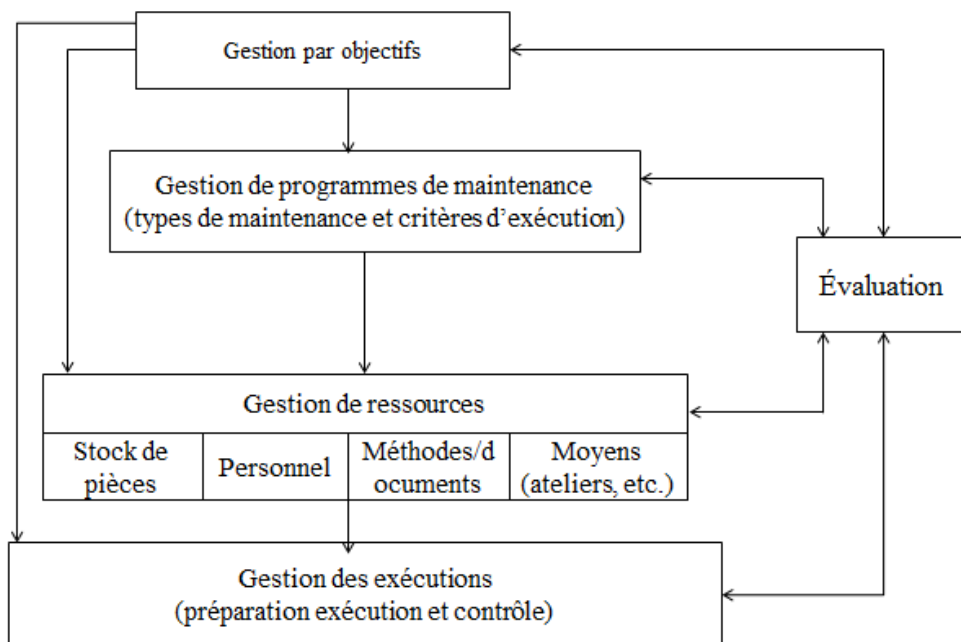 Gestion par objectifs
Gestion de programmes de maintenance
(types de maintenance et critères d'exécution)
Évaluation
Gestion de ressources
Stock de
pièces
Personnel
Méthodes/d
ocuments
Moyens
(ateliers, etc.)
Gestion des exécutions
(préparation exécution et contrôle)